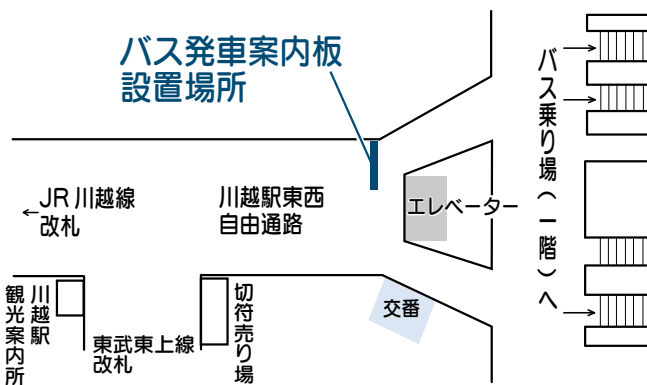 バス発車案内板
設置場所
バス乗り場(一階)へ
←JR川越線
改札
川越駅東西
自由通路
エレベーター
川越駅
観光案内所
東武東上線
改札
切符売り場
交番